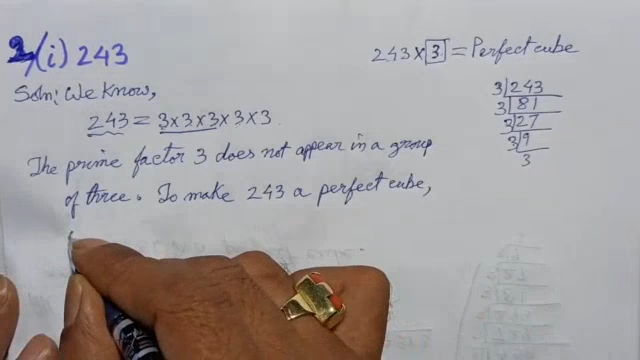 2/(i) 243
Soln: We know,
243 = 3×3×3×3×3.
The prime factor 3 does not appear in a group
of three. To make 243 a perfect cube,
243×3 = Perfect cube
3|243
3|81
3|27
3|9
3